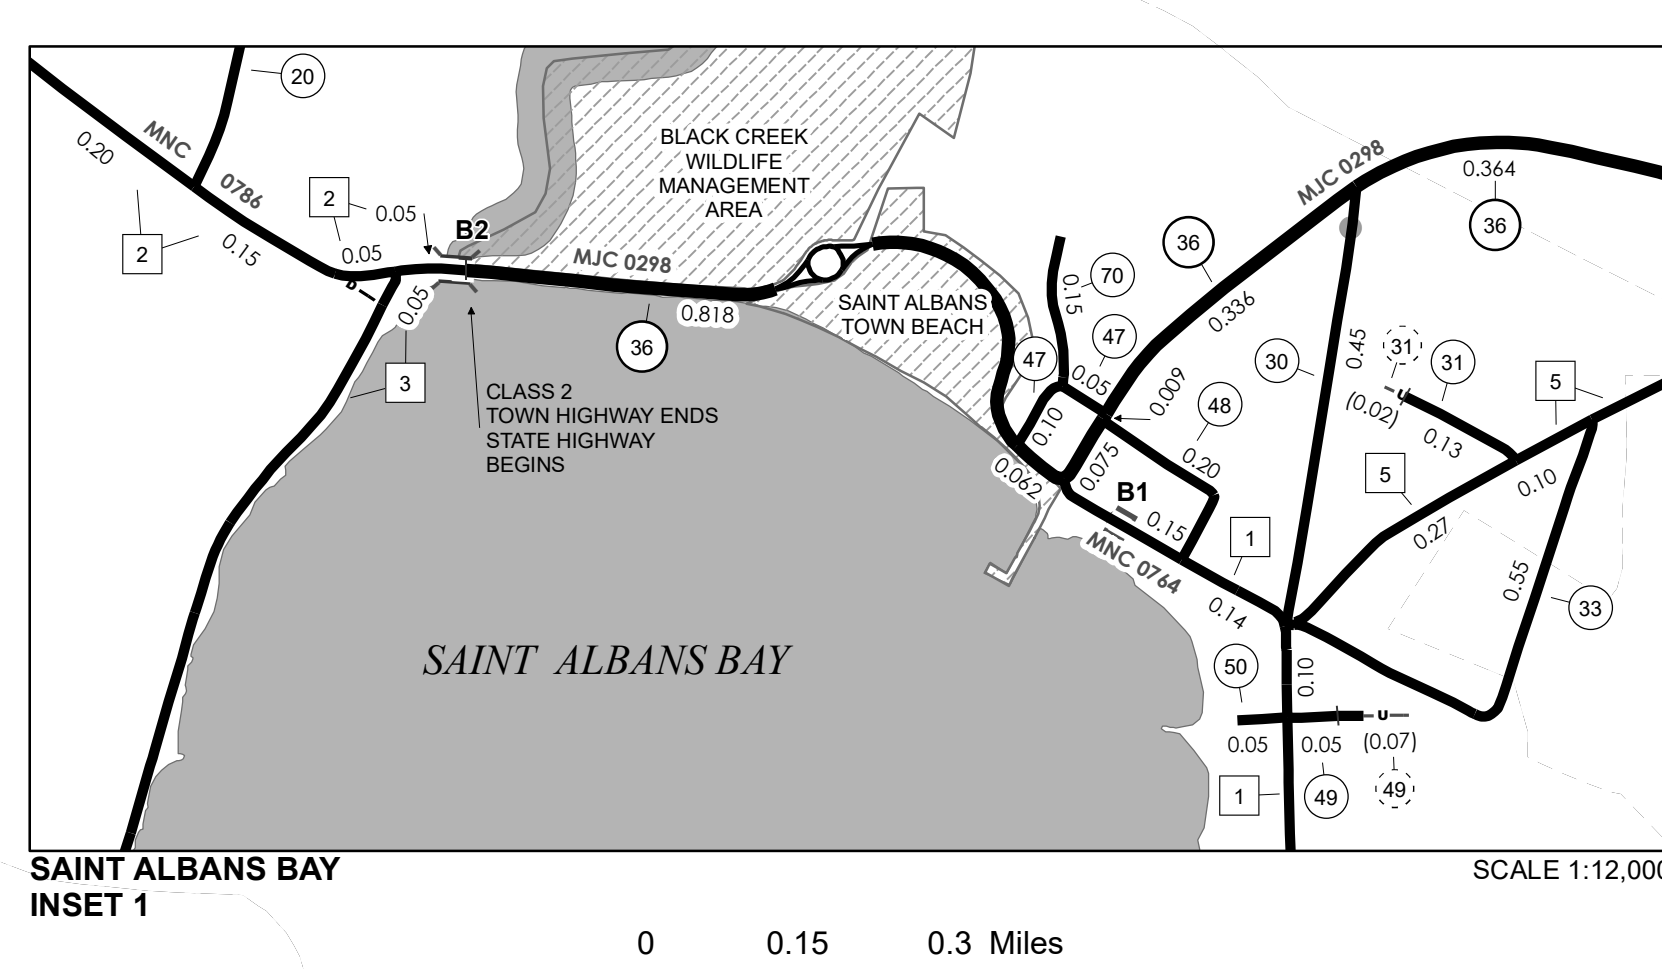 20
MNC
0.20
0786
2
0.15
2
0.05
0.05
B2
BLACK CREEK
WILDLIFE
MANAGEMENT
AREA
MJC 0298
0.818
36
0.05
3
CLASS 2
TOWN HIGHWAY ENDS
STATE HIGHWAY
BEGINS
SAINT ALBANS
TOWN BEACH
MJC 0298
0.364
36
36
0.336
70
0.15
47
47
0.05
0.10
0.009
48
0.20
0.075
0.062
B1
0.15
MNC 0764
1
0.14
30
0.45
31
31
U
(0.02)
0.13
5
5
0.10
0.27
0.55
33
SAINT ALBANS BAY
50
0.10
U
0.05
0.05
(0.07)
1
49
49
SAINT ALBANS BAY
INSET 1
SCALE 1:12,000
0 0.15 0.3 Miles